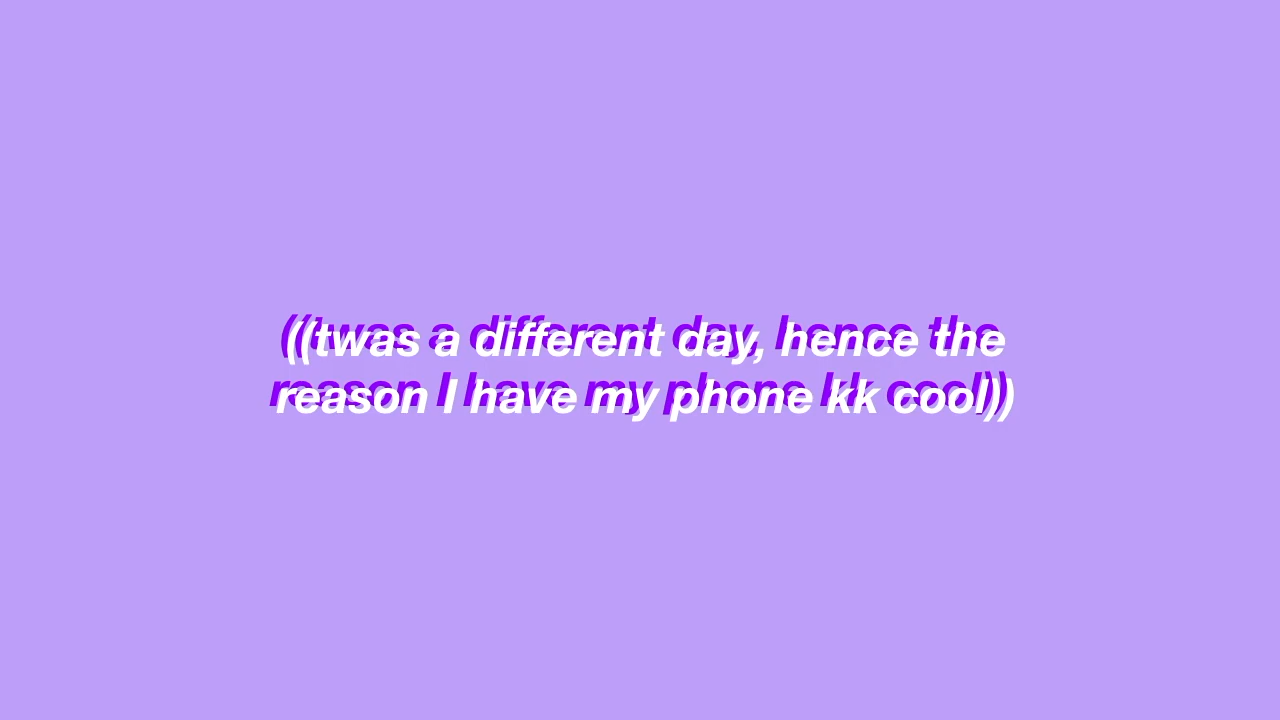 ((twas a different day, hence the
reason I have my phone kk cool))